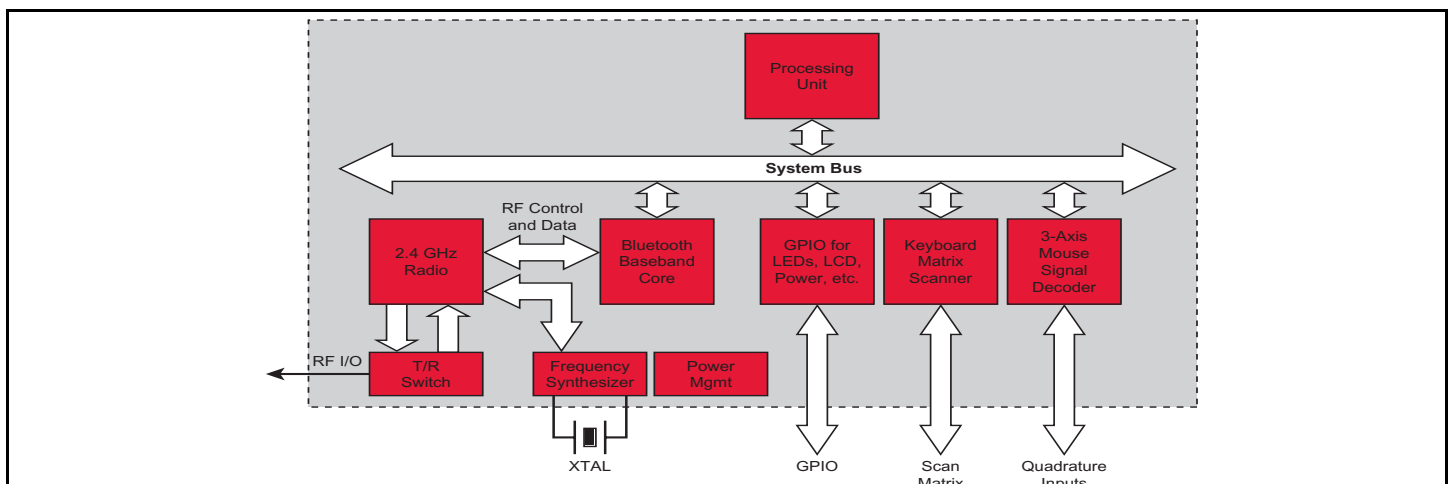 Processing
Unit
System Bus
RF Control
and Data
2.4 GHz
Radio
Bluetooth
Baseband
Core
GPIO for
LEDs, LCD,
Power, etc.
Keyboard
Matrix
Scanner
3-Axis
Mouse
Signal
Decoder
RF I/O
T/R
Switch
Frequency
Synthesizer
Power
Mgmt
XTAL
GPIO
Scan
Matrix
Quadrature
Inputs